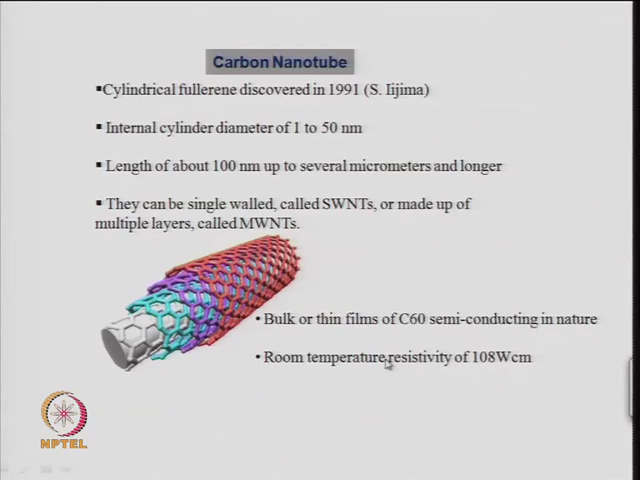 Carbon Nanotube
▪Cylindrical fullerene discovered in 1991 (S. Iijima)
▪ Internal cylinder diameter of 1 to 50 nm
▪ Length of about 100 nm up to several micrometers and longer
▪ They can be single walled, called SWNTs, or made up of
multiple layers, called MWNTs.
• Bulk or thin films of C60 semi-conducting in nature
• Room temperature resistivity of 108Wcm
NPTEL